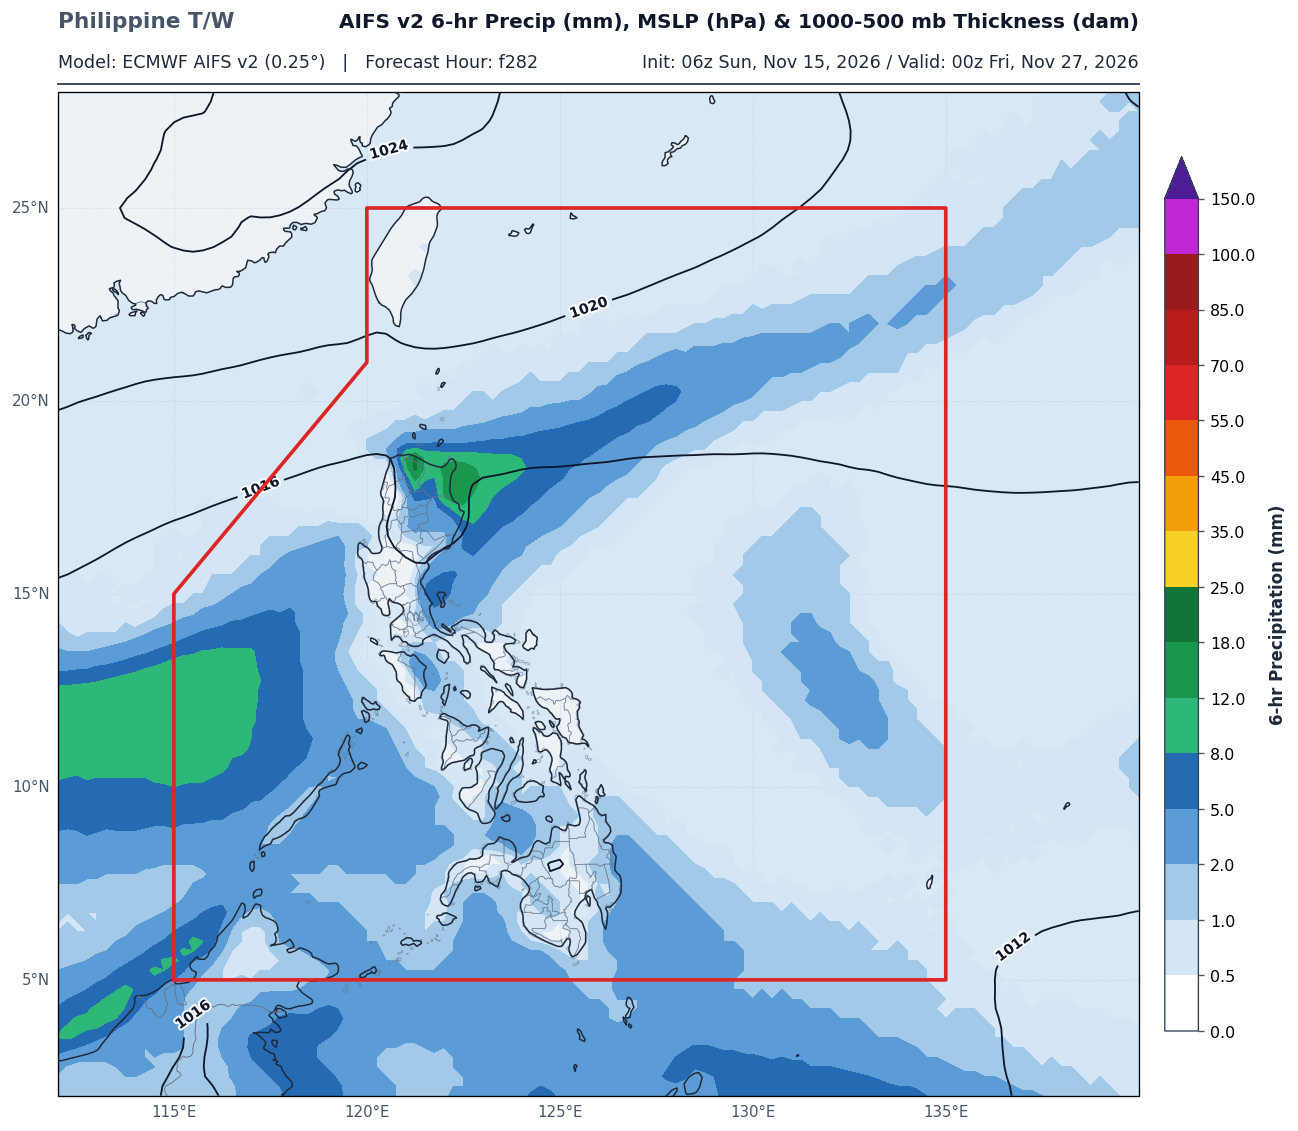 Philippine T/W
AIFS v2 6-hr Precip (mm), MSLP (hPa) & 1000-500 mb Thickness (dam)
Model: ECMWF AIFS v2 (0.25°)   |   Forecast Hour: f282
Init: 06z Sun, Nov 15, 2026 / Valid: 00z Fri, Nov 27, 2026
1024
1020
1016
1012
1016
25°N
20°N
15°N
10°N
5°N
115°E
120°E
125°E
130°E
135°E
150.0
100.0
85.0
70.0
55.0
45.0
35.0
25.0
18.0
12.0
8.0
5.0
2.0
1.0
0.5
0.0
6-hr Precipitation (mm)